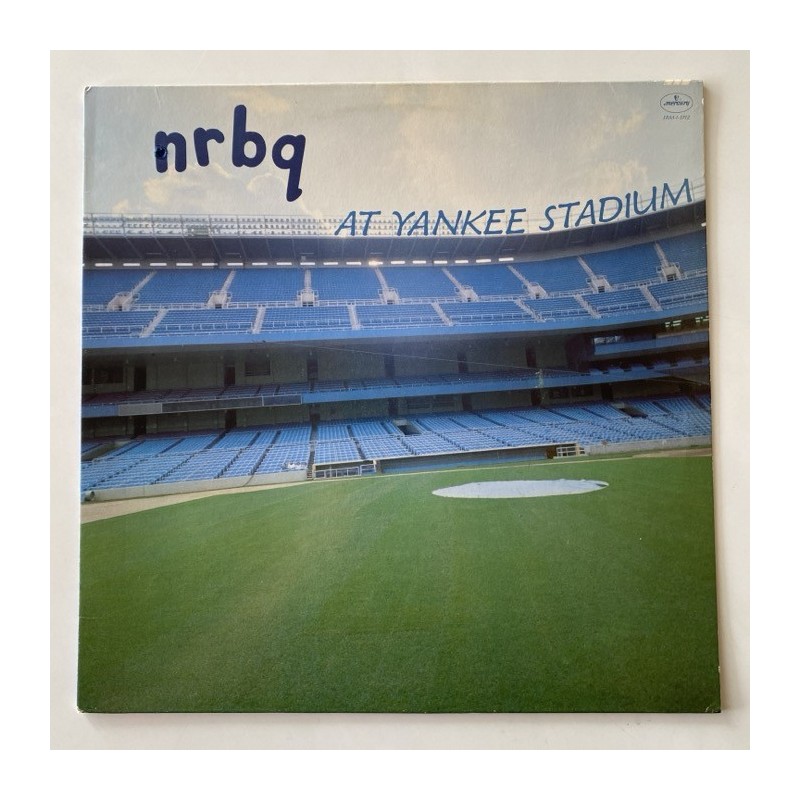 nrbq
AT YANKEE STADIUM
mercury